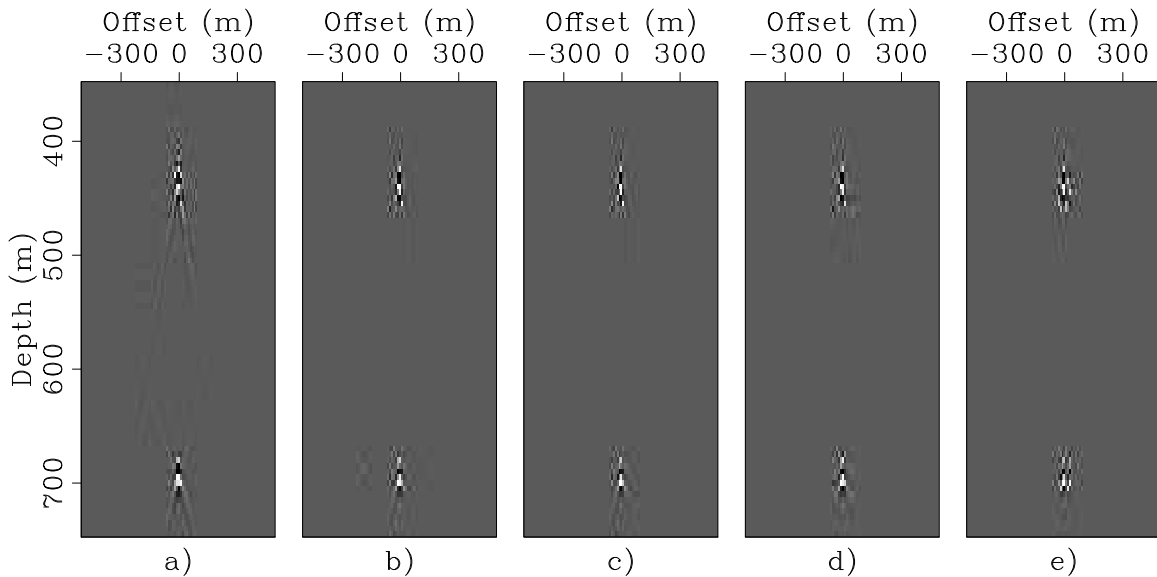 Offset (m) Offset (m) Offset (m) Offset (m) Offset (m)
−300 0 300 −300 0 300 −300 0 300 −300 0 300 −300 0 300
Depth (m)
400
500
600
700
a) b) c) d) e)